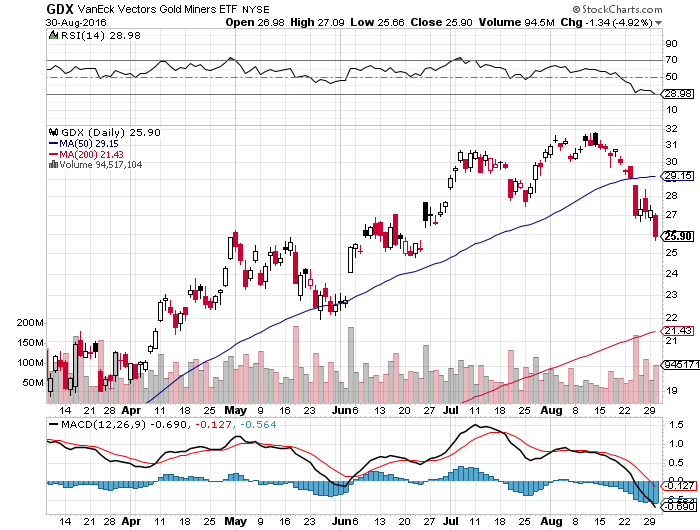 GDX VanEck Vectors Gold Miners ETF NYSE © StockCharts.com
30-Aug-2016 Open 26.98 High 27.09 Low 25.66 Close 25.90 Volume 94.5M Chg -1.34 (-4.92%)
RSI(14) 28.98
90
70
50
28.98
GDX (Daily) 25.90
MA(50) 29.15
MA(200) 21.43
Volume 94,517,104
32
31
30
29.15
28
27
25.90
25
24
23
22
21.43
21
19
200M
150M
100M
50M
94517104
14 21 28 Apr 11 18 25 May 9 16 23 Jun 6 13 20 27 Jul 11 18 25 Aug 8 15 22 29
MACD(12,26,9) -0.690, -0.127, -0.564
1.5
1.0
0.5
0.0
-0.127
-0.690
14 21 28 Apr 11 18 25 May 9 16 23 Jun 6 13 20 27 Jul 11 18 25 Aug 8 15 22 29